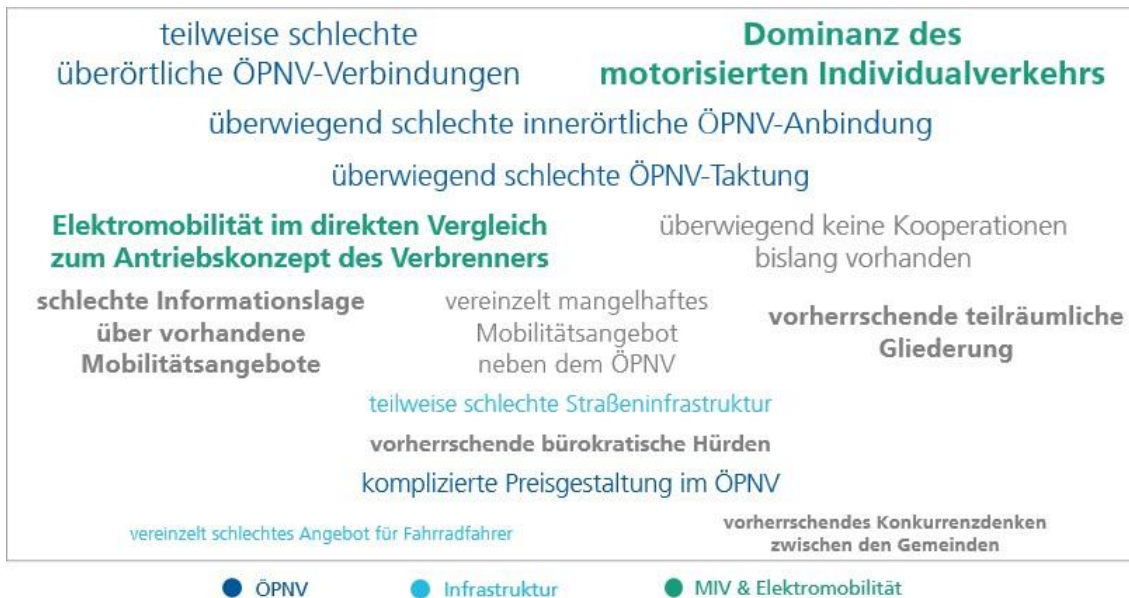 teilweise schlechte
überörtliche ÖPNV-Verbindungen
Dominanz des
motorisierten Individualverkehrs
überwiegend schlechte innerörtliche ÖPNV-Anbindung
überwiegend schlechte ÖPNV-Taktung
Elektromobilität im direkten Vergleich
zum Antriebskonzept des Verbrenners
überwiegend keine Kooperationen
bislang vorhanden
schlechte Informationslage
über vorhandene
Mobilitätsangebote
vereinzelt mangelhaftes
Mobilitätsangebot
neben dem ÖPNV
vorherrschende teilräumliche
Gliederung
teilweise schlechte Straßeninfrastruktur
vorherrschende bürokratische Hürden
komplizierte Preisgestaltung im ÖPNV
vereinzelt schlechtes Angebot für Fahrradfahrer
vorherrschendes Konkurrenzdenken
zwischen den Gemeinden
ÖPNV
Infrastruktur
MIV & Elektromobilität